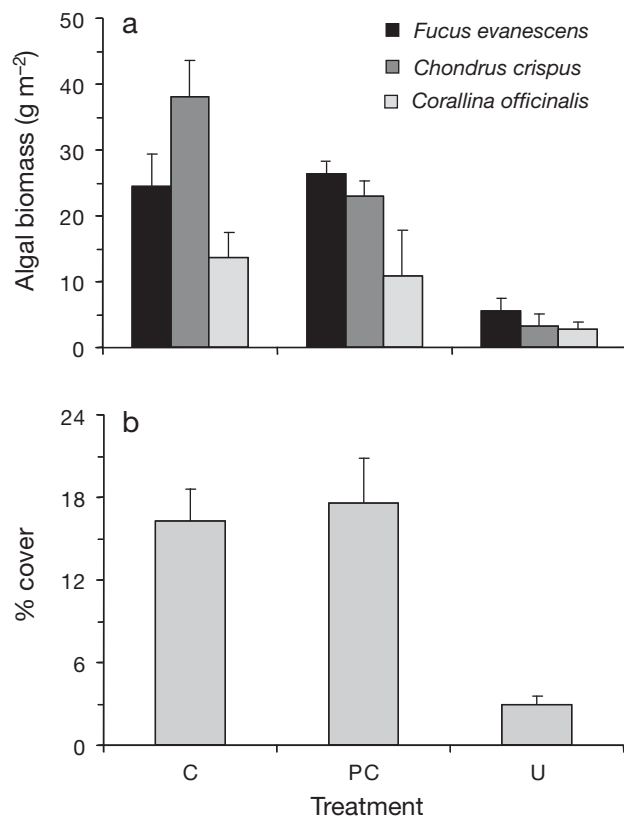 a
Fucus evanescens
Chondrus crispus
Corallina officinalis
Algal biomass (g m⁻²)
50
40
30
20
10
0
b
% cover
24
18
12
6
0
C PC U
Treatment